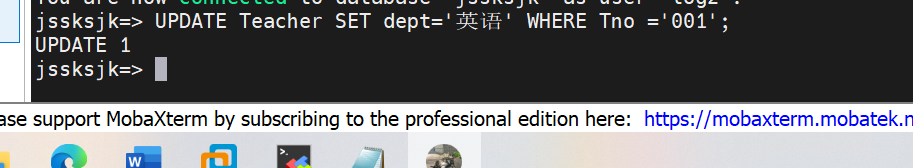 You are now connected to database "jssksjk" as user "log2".
jssksjk=> UPDATE Teacher SET dept='英语' WHERE Tno ='001';
UPDATE 1
jssksjk=>
ase support MobaXterm by subscribing to the professional edition here: https://mobaxterm.mobatek.n